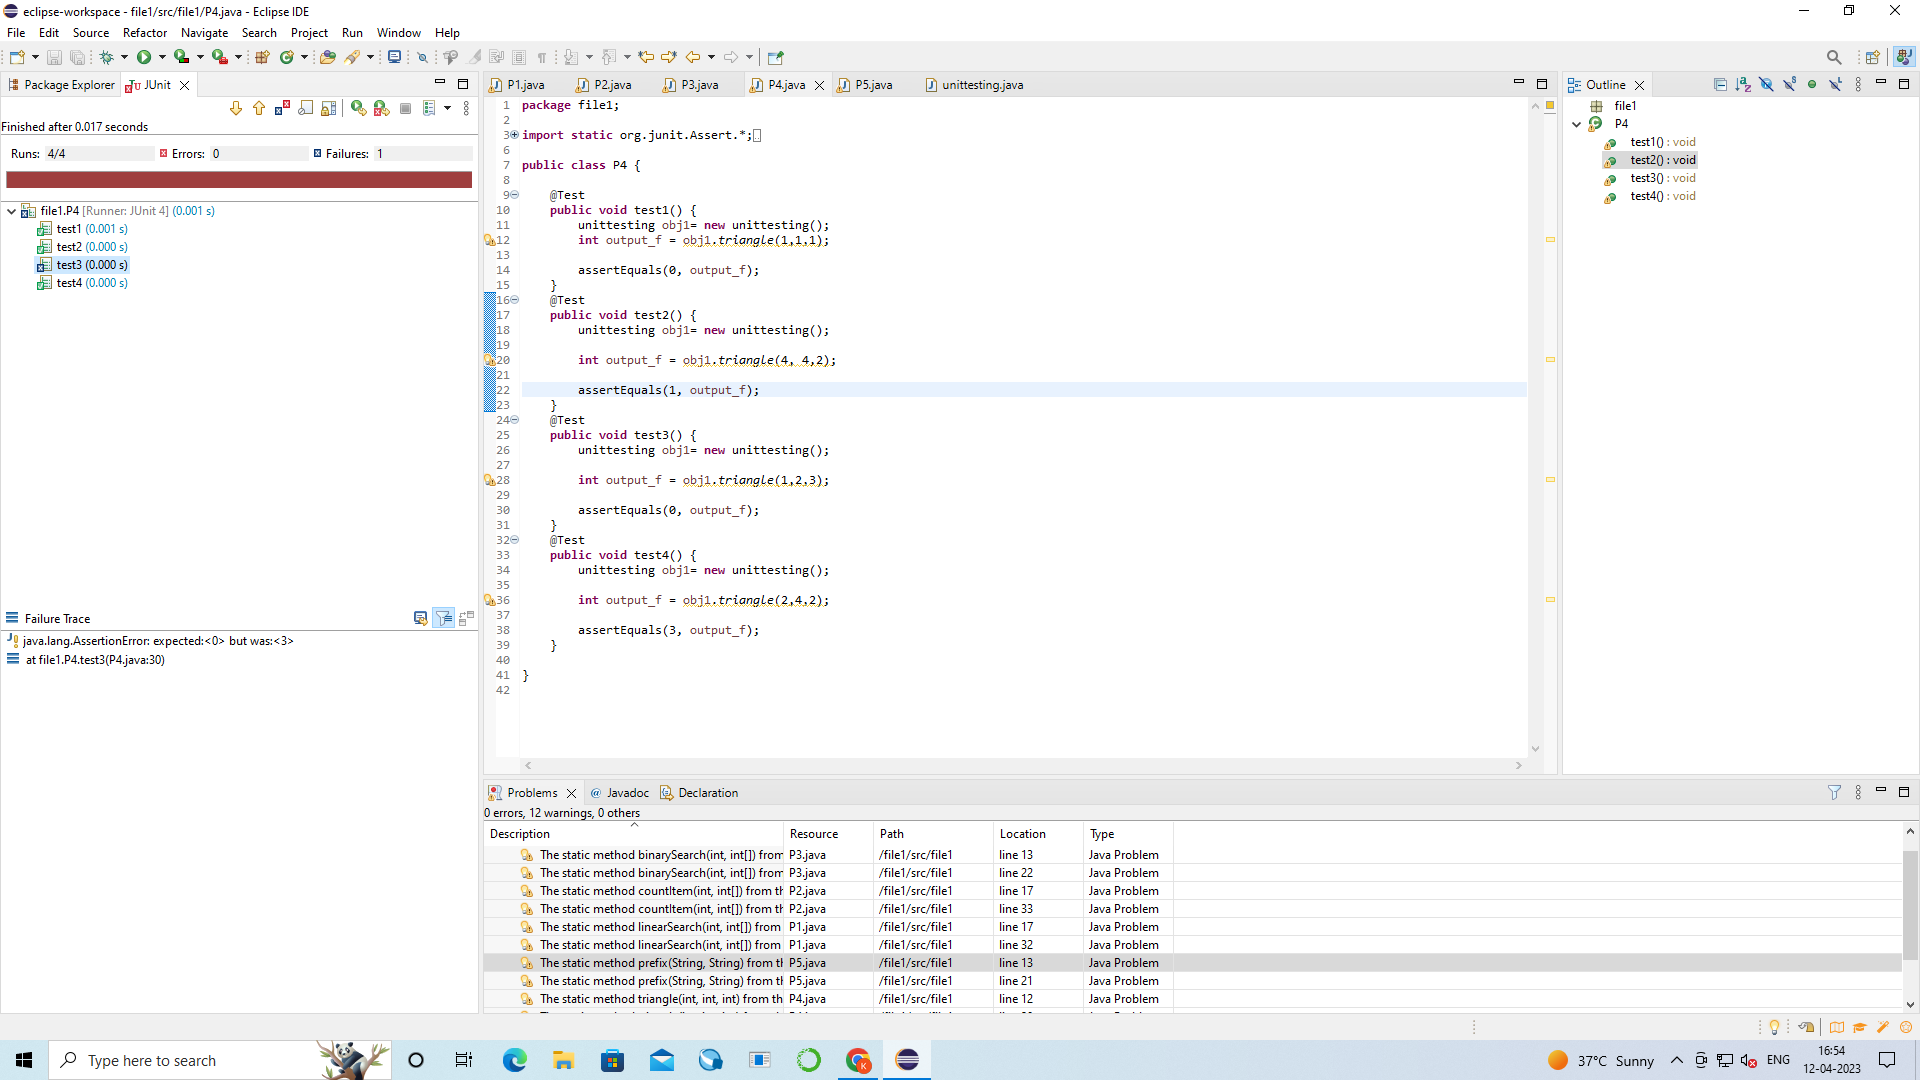 eclipse-workspace - file1/src/file1/P4.java - Eclipse IDE
File Edit Source Refactor Navigate Search Project Run Window Help
Package Explorer JUnit
Finished after 0.017 seconds
Runs: 4/4 Errors: 0 Failures: 1
file1.P4 [Runner: JUnit 4] (0.001 s)
test1 (0.001 s)
test2 (0.000 s)
test3 (0.000 s)
test4 (0.000 s)
Failure Trace
java.lang.AssertionError: expected:<0> but was:<3>
at file1.P4.test3(P4.java:30)
P1.java P2.java P3.java P4.java P5.java unittesting.java
1 package file1;
2
3 import static org.junit.Assert.*;
6
7 public class P4 {
8
9 @Test
10 public void test1() {
11 unittesting obj1= new unittesting();
12 int output_f = obj1.triangle(1,1,1);
13
14 assertEquals(0, output_f);
15 }
16 @Test
17 public void test2() {
18 unittesting obj1= new unittesting();
19
20 int output_f = obj1.triangle(4, 4,2);
21
22 assertEquals(1, output_f);
23 }
24 @Test
25 public void test3() {
26 unittesting obj1= new unittesting();
27
28 int output_f = obj1.triangle(1,2,3);
29
30 assertEquals(0, output_f);
31 }
32 @Test
33 public void test4() {
34 unittesting obj1= new unittesting();
35
36 int output_f = obj1.triangle(2,4,2);
37
38 assertEquals(3, output_f);
39 }
40
41 }
42
Outline
file1
P4
test1() : void
test2() : void
test3() : void
test4() : void
Problems @ Javadoc Declaration
0 errors, 12 warnings, 0 others
Description Resource Path Location Type
The static method binarySearch(int, int[]) from P3.java /file1/src/file1 line 13 Java Problem
The static method binarySearch(int, int[]) from P3.java /file1/src/file1 line 22 Java Problem
The static method countItem(int, int[]) from th P2.java /file1/src/file1 line 17 Java Problem
The static method countItem(int, int[]) from th P2.java /file1/src/file1 line 33 Java Problem
The static method linearSearch(int, int[]) from P1.java /file1/src/file1 line 17 Java Problem
The static method linearSearch(int, int[]) from P1.java /file1/src/file1 line 32 Java Problem
The static method prefix(String, String) from th P5.java /file1/src/file1 line 13 Java Problem
The static method prefix(String, String) from th P5.java /file1/src/file1 line 21 Java Problem
The static method triangle(int, int, int) from th P4.java /file1/src/file1 line 12 Java Problem
Type here to search
37°C Sunny
ENG
16:54
12-04-2023